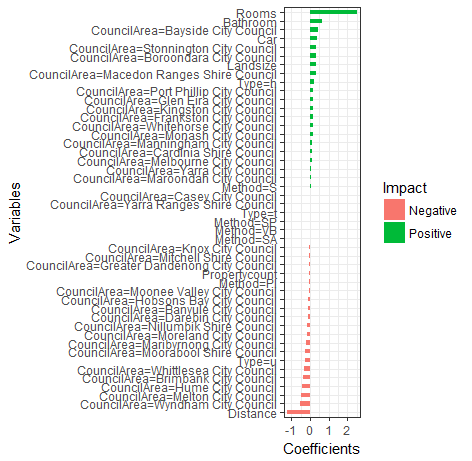 Rooms
Bathroom
CouncilArea=Bayside City Council
Car
CouncilArea=Stonnington City Council
CouncilArea=Boroondara City Council
Landsize
CouncilArea=Macedon Ranges Shire Council
Type=h
CouncilArea=Port Phillip City Council
CouncilArea=Glen Eira City Council
CouncilArea=Kingston City Council
CouncilArea=Frankston City Council
CouncilArea=Whitehorse City Council
CouncilArea=Monash City Council
CouncilArea=Manningham City Council
CouncilArea=Cardinia Shire Council
CouncilArea=Melbourne City Council
CouncilArea=Yarra City Council
CouncilArea=Maroondah City Council
Method=S
CouncilArea=Casey City Council
CouncilArea=Yarra Ranges Shire Council
Type=t
Method=SP
Method=VB
Method=SA
CouncilArea=Knox City Council
CouncilArea=Mitchell Shire Council
CouncilArea=Greater Dandenong City Council
Propertycount
Method=PI
CouncilArea=Moonee Valley City Council
CouncilArea=Hobsons Bay City Council
CouncilArea=Banyule City Council
CouncilArea=Darebin City Council
CouncilArea=Nillumbik Shire Council
CouncilArea=Moreland City Council
CouncilArea=Maribyrnong City Council
CouncilArea=Moorabool Shire Council
Type=u
CouncilArea=Whittlesea City Council
CouncilArea=Brimbank City Council
CouncilArea=Hume City Council
CouncilArea=Melton City Council
CouncilArea=Wyndham City Council
Distance
Variables
-1 0 1 2
Coefficients
Impact
Negative
Positive